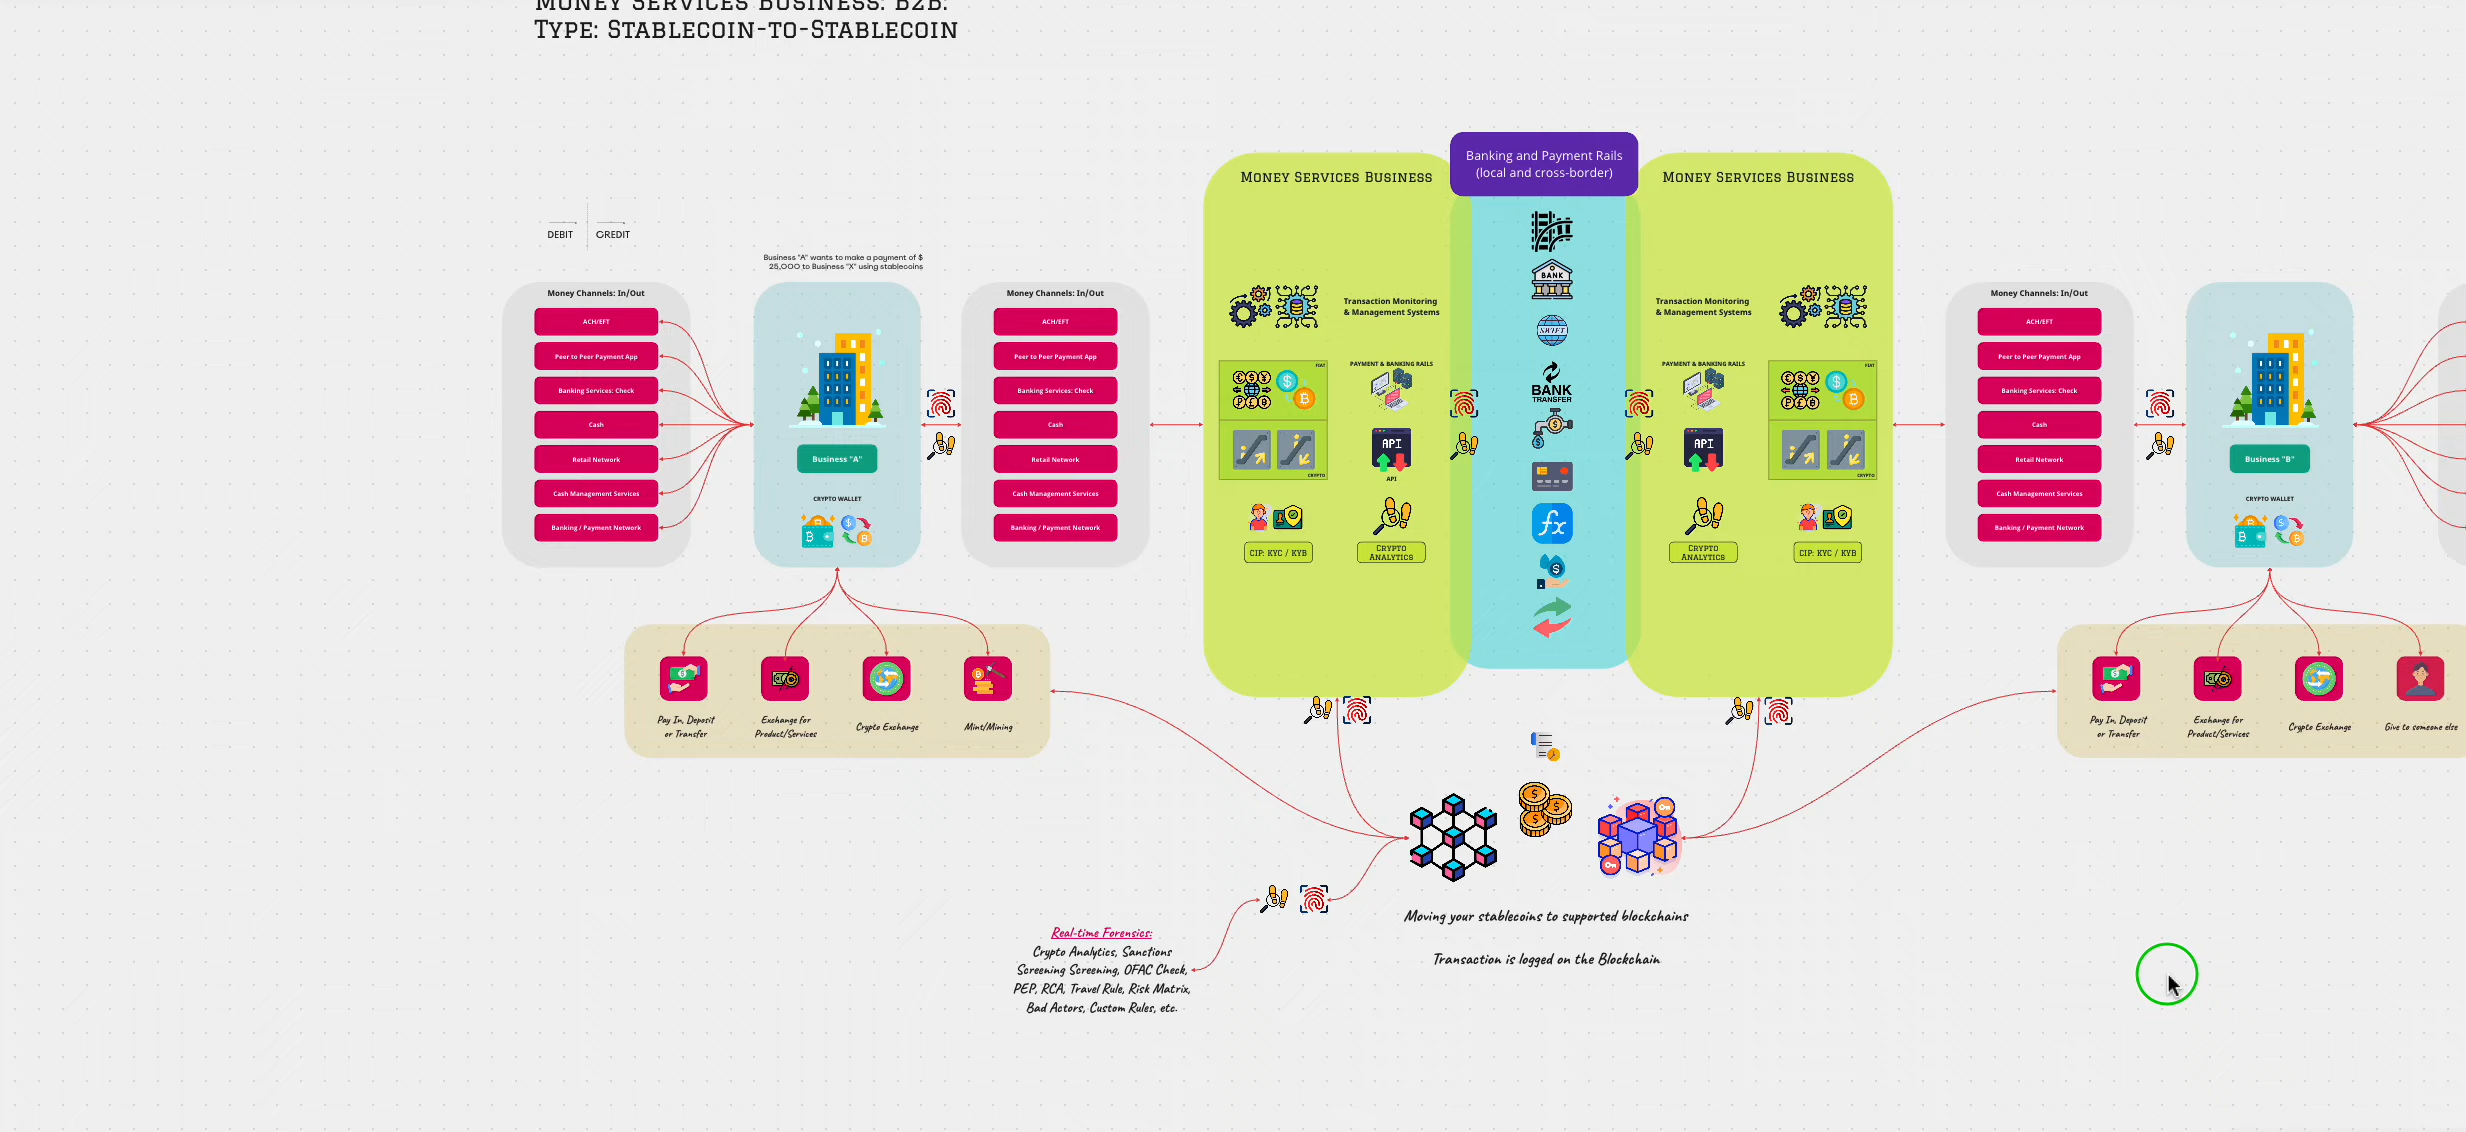 MONEY SERVICES BUSINESS: B2B:
TYPE: STABLECOIN-TO-STABLECOIN
DEBIT
CREDIT
Business "A" wants to make a payment of $
25,000 to Business "X" using stablecoins
Money Channels: In/Out
ACH/EFT
Peer to Peer Payment App
Banking Services: Check
Cash
Retail Network
Cash Management Services
Banking / Payment Network
Business "A"
CRYPTO WALLET
Money Channels: In/Out
ACH/EFT
Peer to Peer Payment App
Banking Services: Check
Cash
Retail Network
Cash Management Services
Banking / Payment Network
Pay In, Deposit
or Transfer
Exchange for
Product/Services
Crypto Exchange
Mint/Mining
MONEY SERVICES BUSINESS
Transaction Monitoring
& Management Systems
FIAT
CRYPTO
PAYMENT & BANKING RAILS
API
API
CIP: KYC / KYB
CRYPTO
ANALYTICS
Banking and Payment Rails
(local and cross-border)
BANK
SWIFT
BANK
TRANSFER
fx
MONEY SERVICES BUSINESS
Transaction Monitoring
& Management Systems
PAYMENT & BANKING RAILS
FIAT
CRYPTO
API
CRYPTO
ANALYTICS
CIP: KYC / KYB
Money Channels: In/Out
ACH/EFT
Peer to Peer Payment App
Banking Services: Check
Cash
Retail Network
Cash Management Services
Banking / Payment Network
Business "B"
CRYPTO WALLET
Pay In, Deposit
or Transfer
Exchange for
Product/Services
Crypto Exchange
Give to someone else
Moving your stablecoins to supported blockchains
Transaction is logged on the Blockchain
Real-time Forensics:
Crypto Analytics, Sanctions
Screening Screening, OFAC Check,
PEP, RCA, Travel Rule, Risk Matrix,
Bad Actors, Custom Rules, etc.